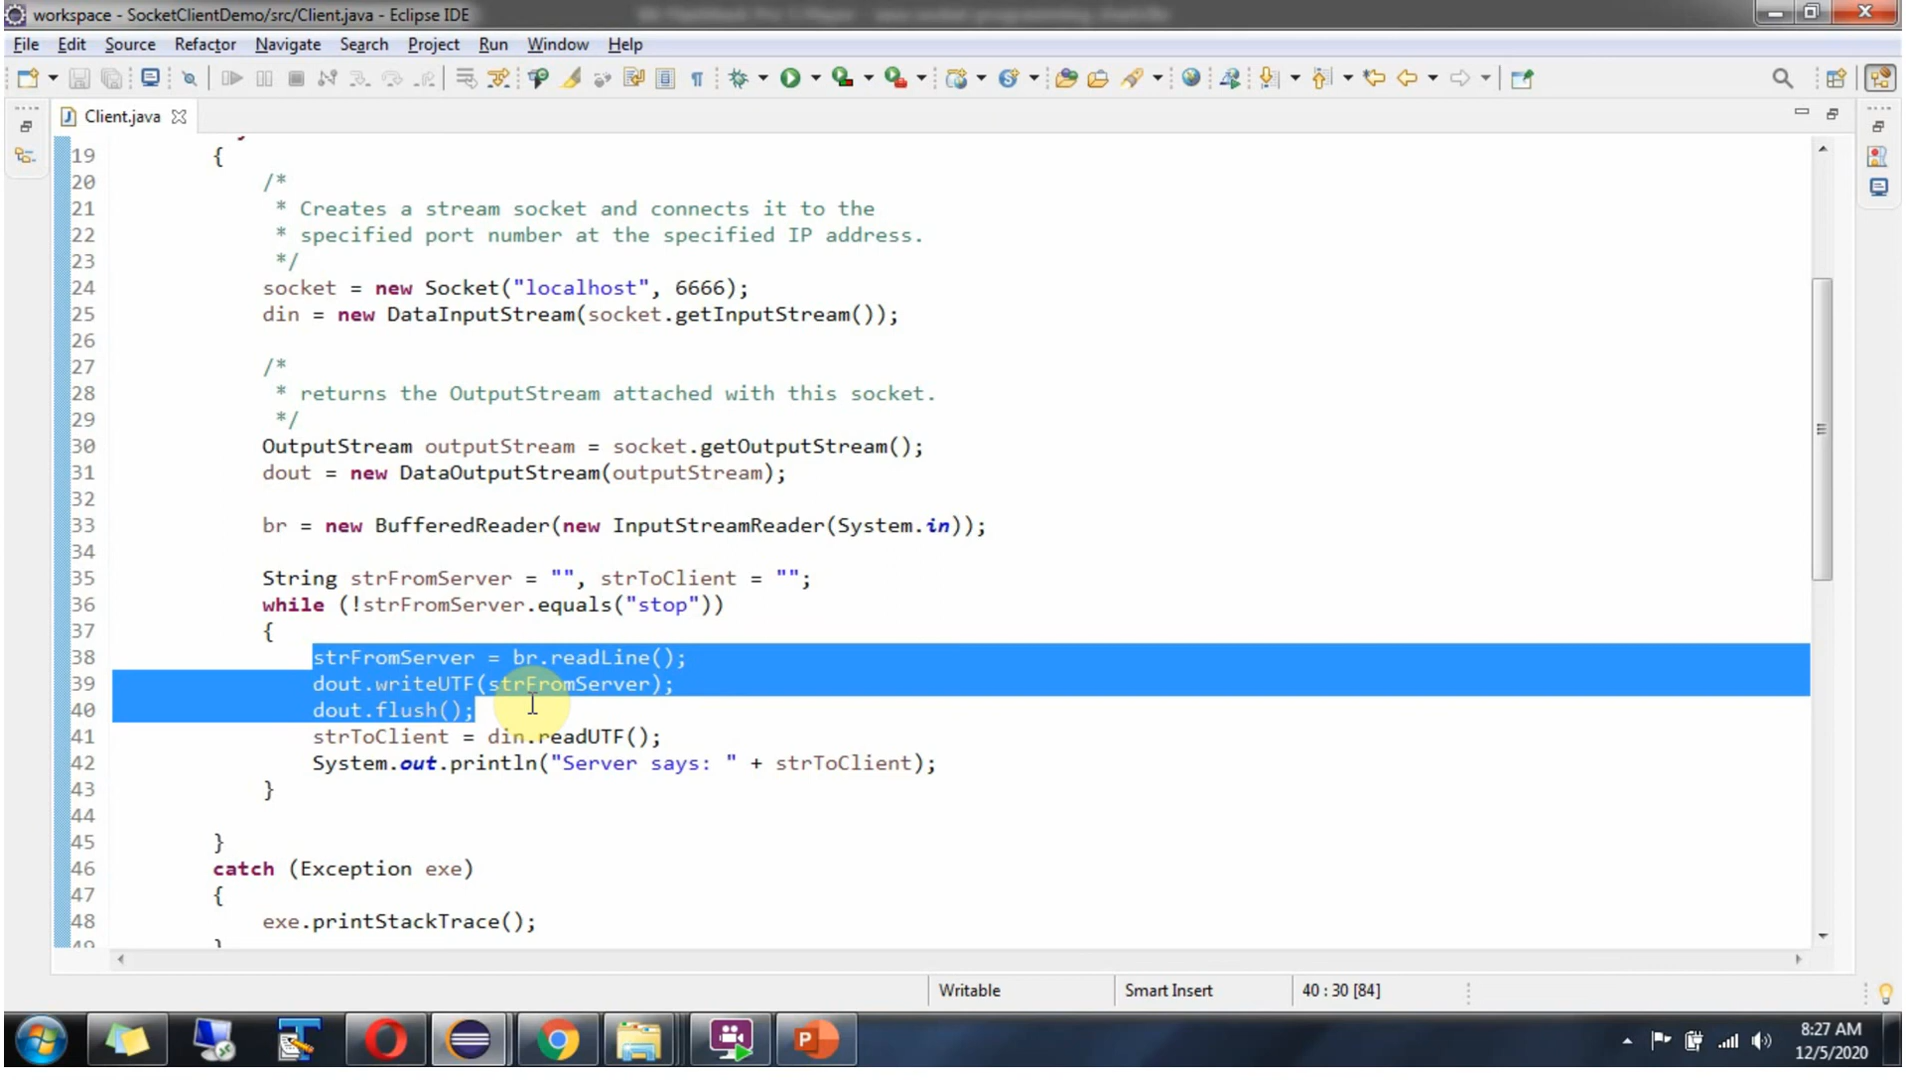 workspace - SocketClientDemo/src/Client.java - Eclipse IDE
File Edit Source Refactor Navigate Search Project Run Window Help
Client.java
19 {
20 /*
21 * Creates a stream socket and connects it to the
22 * specified port number at the specified IP address.
23 */
24 socket = new Socket("localhost", 6666);
25 din = new DataInputStream(socket.getInputStream());
26
27 /*
28 * returns the OutputStream attached with this socket.
29 */
30 OutputStream outputStream = socket.getOutputStream();
31 dout = new DataOutputStream(outputStream);
32
33 br = new BufferedReader(new InputStreamReader(System.in));
34
35 String strFromServer = "", strToClient = "";
36 while (!strFromServer.equals("stop"))
37 {
38 strFromServer = br.readLine();
39 dout.writeUTF(strFromServer);
40 dout.flush();
41 strToClient = din.readUTF();
42 System.out.println("Server says: " + strToClient);
43 }
44
45 }
46 catch (Exception exe)
47 {
48 exe.printStackTrace();
49 }
Writable Smart Insert 40 : 30 [84]
8:27 AM
12/5/2020